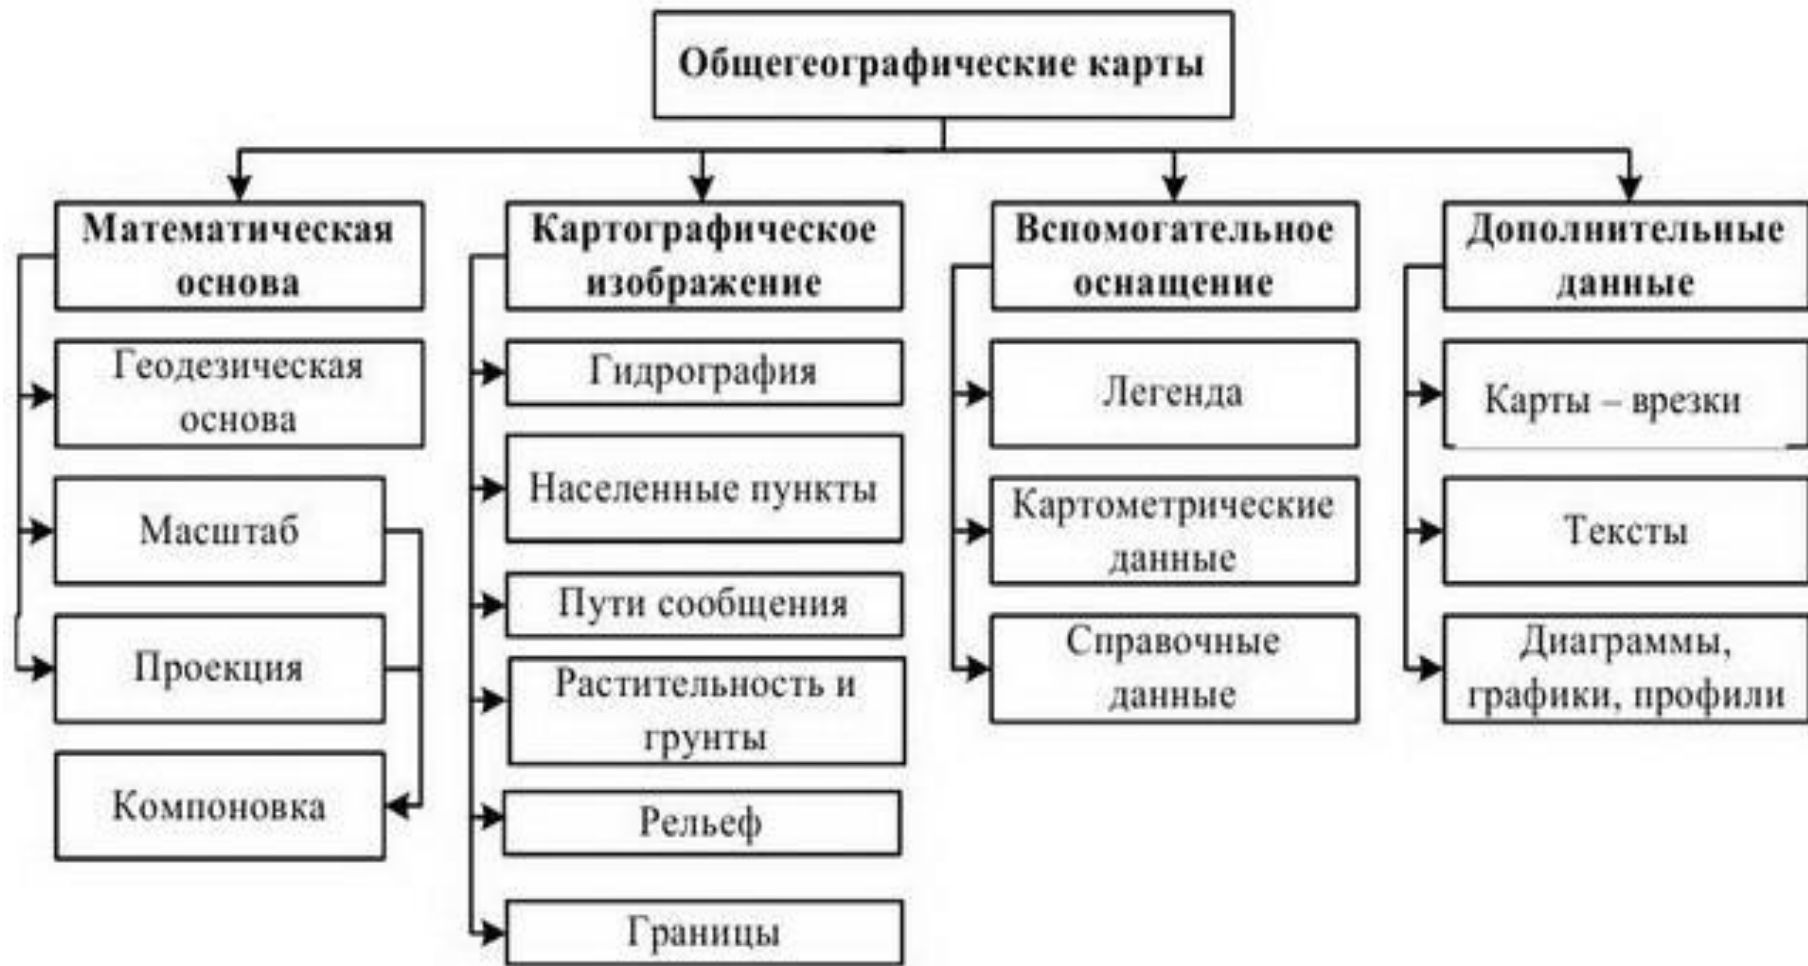 Общегеографические карты
Математическая
основа
Геодезическая
основа
Масштаб
Проекция
Компоновка
Картографическое
изображение
Гидрография
Населенные пункты
Пути сообщения
Растительность и
грунты
Рельеф
Границы
Вспомогательное
оснащение
Легенда
Картометрические
данные
Справочные
данные
Дополнительные
данные
Карты – врезки
Тексты
Диаграммы,
графики, профили